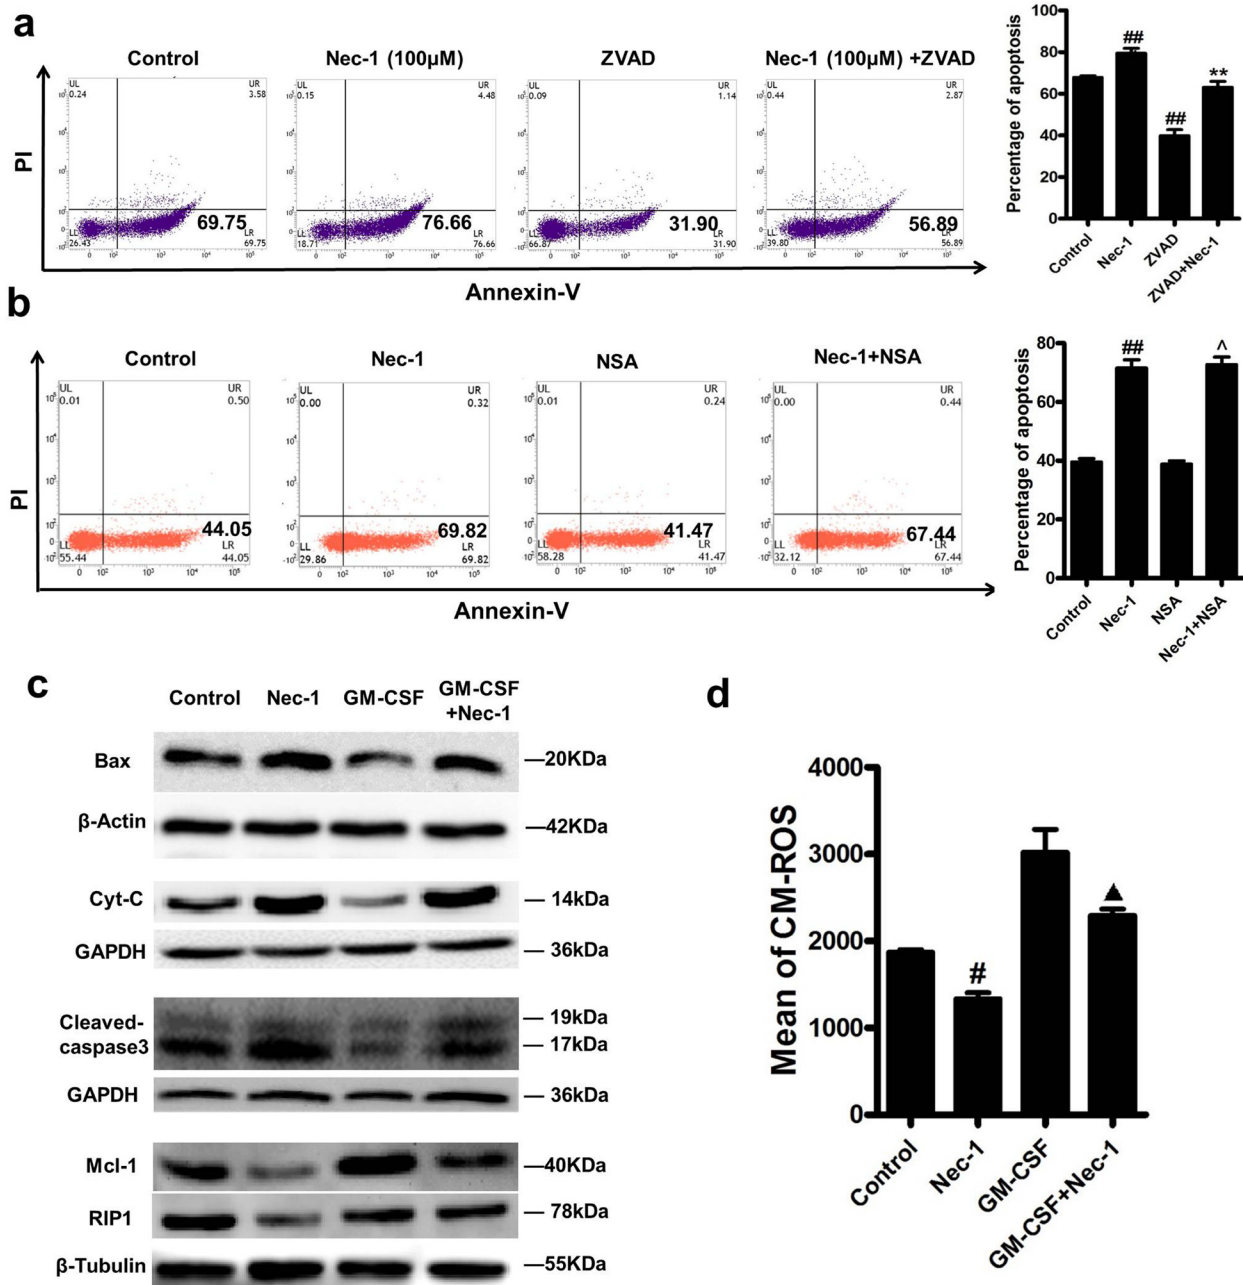 a
Control
Nec-1 (100μM)
ZVAD
Nec-1 (100μM) +ZVAD
PI
UL
0.24
UR
3.58
69.75
LL
26.43
LR
69.75
UL
0.15
UR
4.48
76.66
LL
18.71
LR
76.66
UL
0.09
UR
1.14
31.90
LL
66.87
LR
31.90
UL
0.44
UR
2.87
56.89
LL
39.80
LR
56.89
Annexin-V
Percentage of apoptosis
100
80
60
40
20
0
##
##
**
Control
Nec-1
ZVAD
ZVAD+Nec-1
b
Control
Nec-1
NSA
Nec-1+NSA
PI
UL
0.01
UR
0.50
44.05
LL
55.44
LR
44.05
UL
0.00
UR
0.32
69.82
LL
29.86
LR
69.82
UL
0.01
UR
0.24
41.47
LL
58.28
LR
41.47
UL
0.00
UR
0.44
67.44
LL
32.12
LR
67.44
Annexin-V
Percentage of apoptosis
80
60
40
20
0
##
^
Control
Nec-1
NSA
Nec-1+NSA
c
Control
Nec-1
GM-CSF
GM-CSF
+Nec-1
Bax
—20KDa
β-Actin
—42KDa
Cyt-C
— 14kDa
GAPDH
— 36kDa
Cleaved-
caspase3
— 19kDa
— 17kDa
GAPDH
— 36kDa
Mcl-1
—40KDa
RIP1
— 78kDa
β-Tubulin
—55KDa
d
Mean of CM-ROS
4000
3000
2000
1000
0
#
▲
Control
Nec-1
GM-CSF
GM-CSF+Nec-1